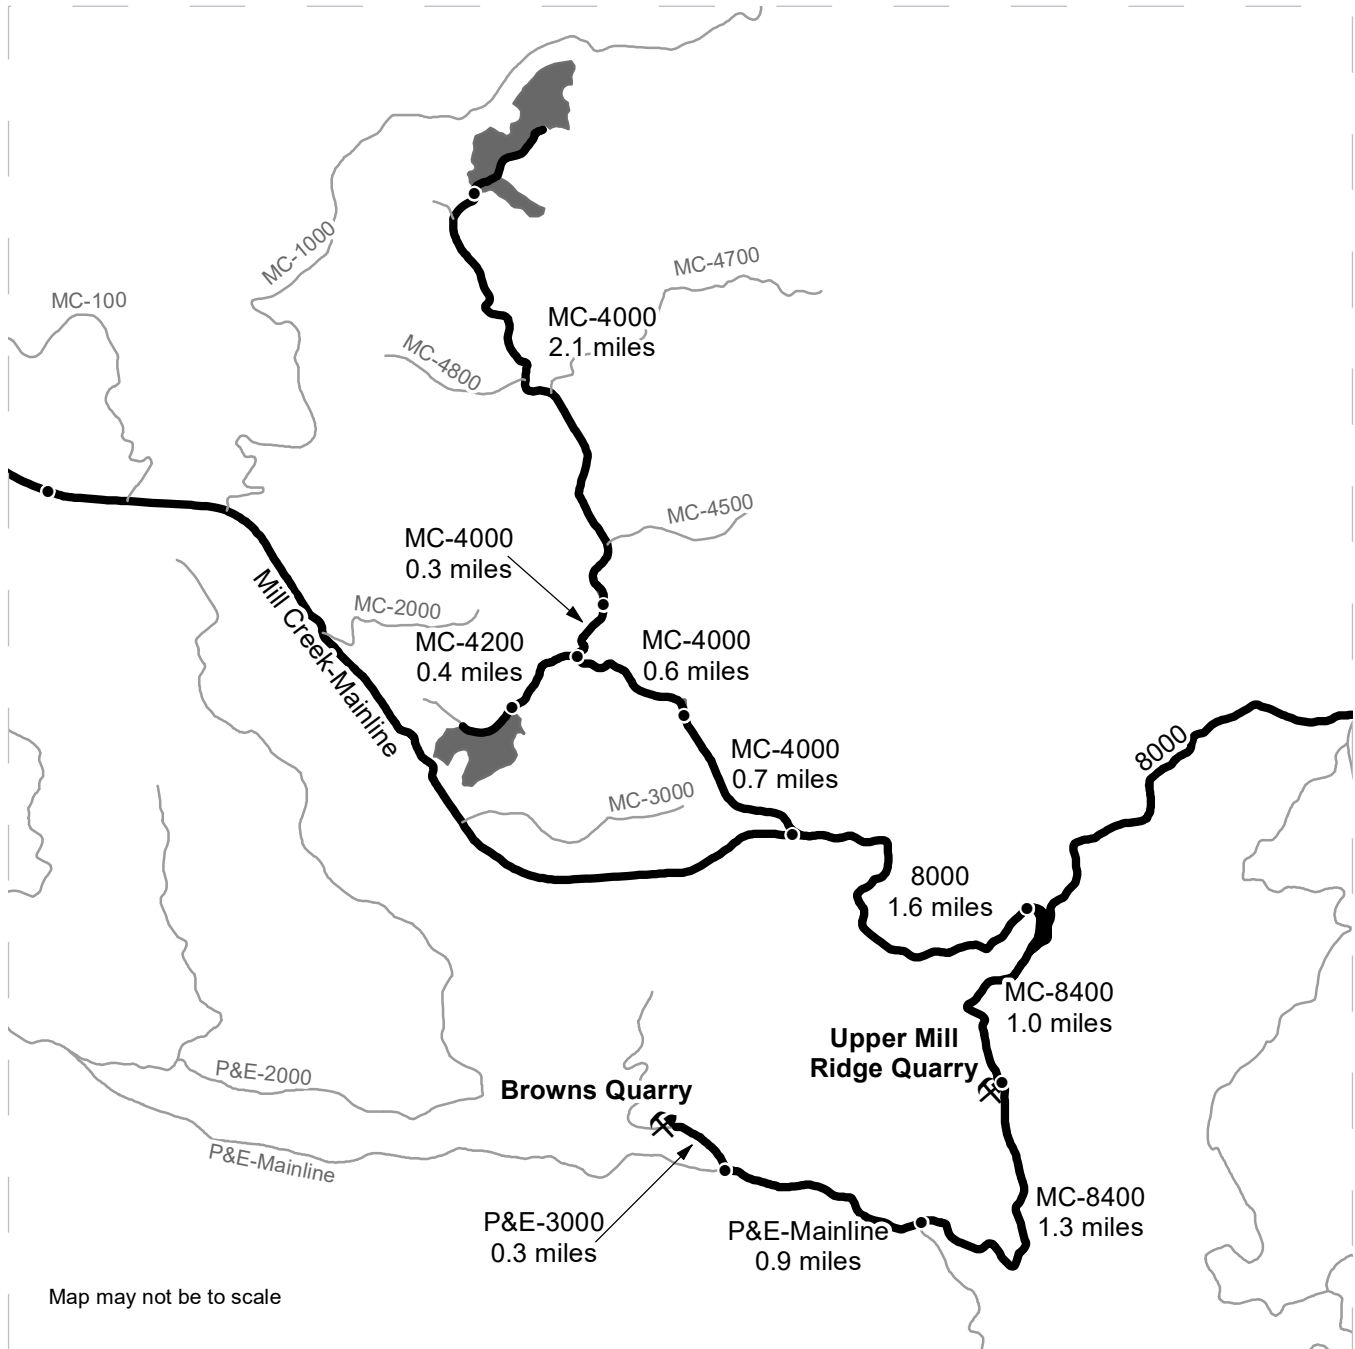 MC-1000
MC-4700
MC-100
MC-4000
2.1 miles
MC-4800
MC-4500
MC-4000
0.3 miles
Mill Creek-Mainline
MC-2000
MC-4200
0.4 miles
MC-4000
0.6 miles
8000
MC-4000
0.7 miles
MC-3000
8000
1.6 miles
MC-8400
1.0 miles
Upper Mill
Ridge Quarry
P&E-2000
Browns Quarry
P&E-Mainline
MC-8400
1.3 miles
P&E-3000
0.3 miles
P&E-Mainline
0.9 miles
Map may not be to scale